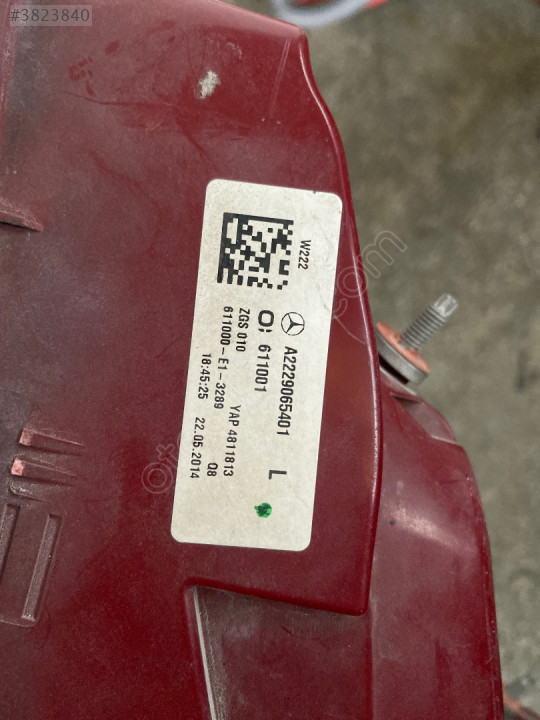 #3823840
W222
A2229065401 L
O: 611001
ZGS 010 YAP 4811813
611000-E1-3289 Q8
18:45:25 22.05.2014